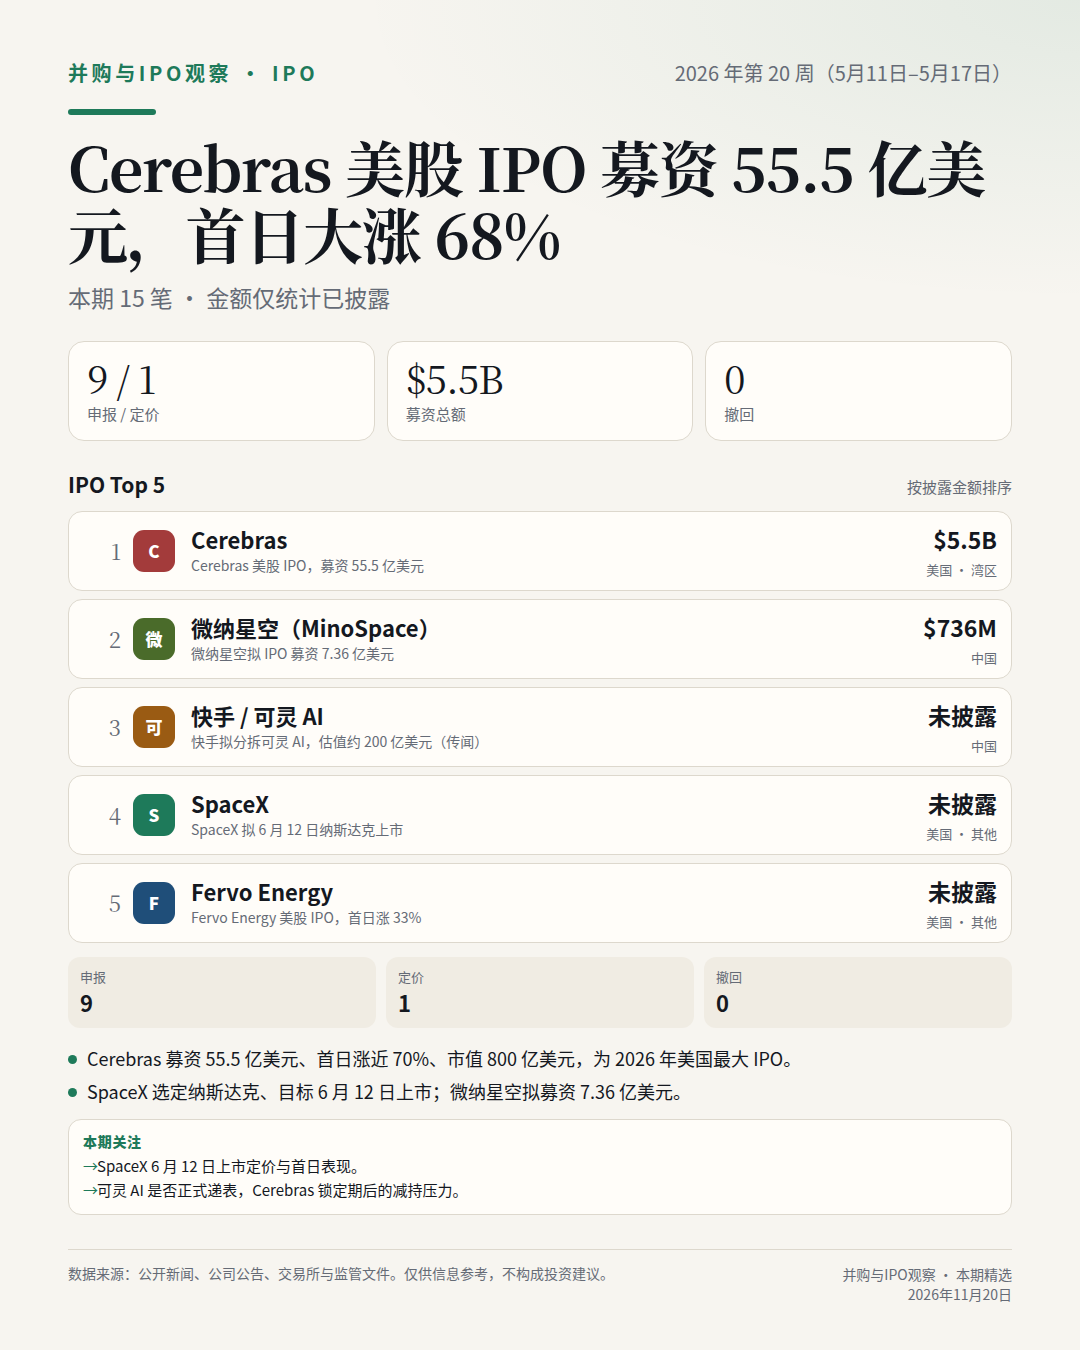 并购与IPO观察 · IPO
2026 年第 20 周（5月11日–5月17日）
Cerebras 美股 IPO 募资 55.5 亿美
元，首日大涨 68%
本期 15 笔 · 金额仅统计已披露
9 / 1
申报 / 定价
$5.5B
募资总额
0
撤回
IPO Top 5
按披露金额排序
1
C
Cerebras
Cerebras 美股 IPO，募资 55.5 亿美元
$5.5B
美国 · 湾区
2
微
微纳星空（MinoSpace）
微纳星空拟 IPO 募资 7.36 亿美元
$736M
中国
3
可
快手 / 可灵 AI
快手拟分拆可灵 AI，估值约 200 亿美元（传闻）
未披露
中国
4
S
SpaceX
SpaceX 拟 6 月 12 日纳斯达克上市
未披露
美国 · 其他
5
F
Fervo Energy
Fervo Energy 美股 IPO，首日涨 33%
未披露
美国 · 其他
申报
9
定价
1
撤回
0
Cerebras 募资 55.5 亿美元、首日涨近 70%、市值 800 亿美元，为 2026 年美国最大 IPO。
SpaceX 选定纳斯达克、目标 6 月 12 日上市；微纳星空拟募资 7.36 亿美元。
本期关注
→SpaceX 6 月 12 日上市定价与首日表现。
→可灵 AI 是否正式递表，Cerebras 锁定期后的减持压力。
数据来源：公开新闻、公司公告、交易所与监管文件。仅供信息参考，不构成投资建议。
并购与IPO观察 · 本期精选
2026年11月20日